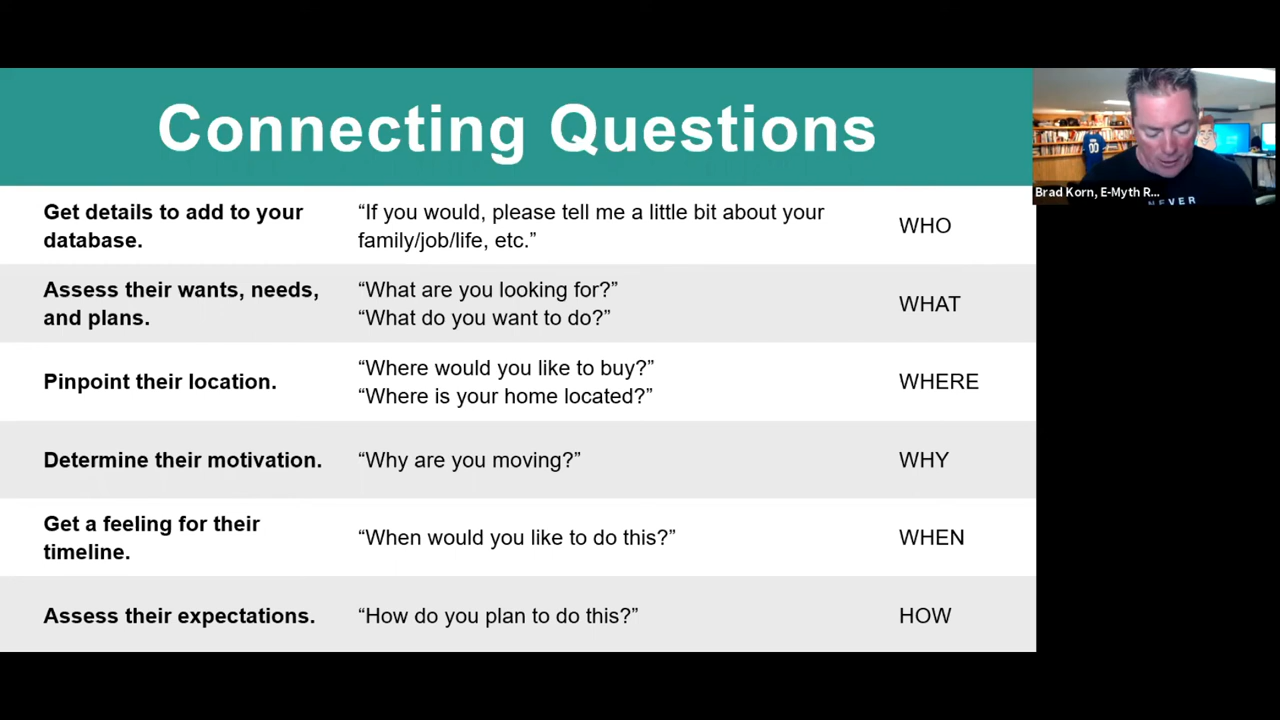 Connecting Questions
Get details to add to your
database.
“If you would, please tell me a little bit about your
family/job/life, etc.”
WHO
Assess their wants, needs,
and plans.
“What are you looking for?”
“What do you want to do?”
WHAT
Pinpoint their location.
“Where would you like to buy?”
“Where is your home located?”
WHERE
Determine their motivation.
“Why are you moving?”
WHY
Get a feeling for their
timeline.
“When would you like to do this?”
WHEN
Assess their expectations.
“How do you plan to do this?”
HOW
00
Brad Korn, E-Myth R...
NEVER